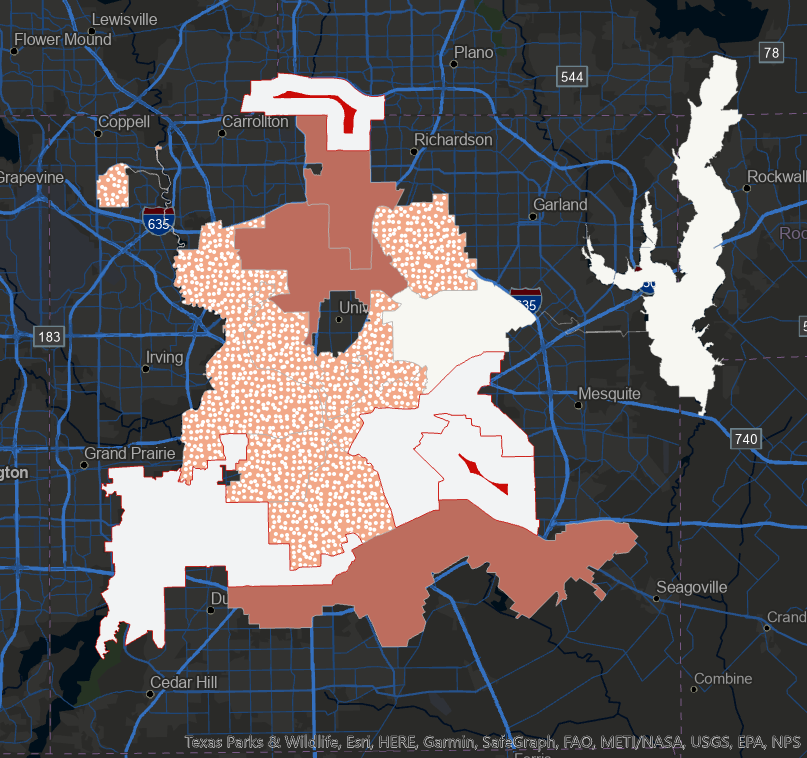 Lewisville
Flower Mound
Plano
78
544
Coppell
Carrollton
Richardson
Grapevine
Rockwall
Garland
635
Roc
635
Univ
183
Irving
Mesquite
Grand Prairie
740
gton
Seagoville
Du
Crand
Combine
Cedar Hill
Texas Parks & Wildlife, Esri, HERE, Garmin, SafeGraph, FAO, METI/NASA, USGS, EPA, NPS
Ferris